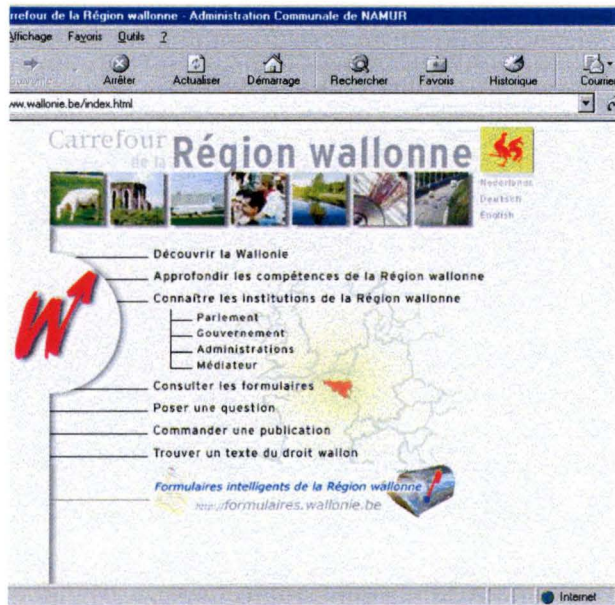 rrefour de la Région wallonne - Administration Communale de NAMUR
Affichage Favoris Outils ?
Arrêter Actualiser Démarrage Rechercher Favoris Historique Courrier
ww.wallonie.be/index.html
Carrefour
de la Région wallonne
Nederlands
Deutsch
English
Découvrir la Wallonie
Approfondir les compétences de la Région wallonne
Connaître les institutions de la Région wallonne
Parlement
Gouvernement
Administrations
Médiateur
Consulter les formulaires
Poser une question
Commander une publication
Trouver un texte du droit wallon
Formulaires intelligents de la Région wallonne
http://formulaires.wallonie.be
W
Internet